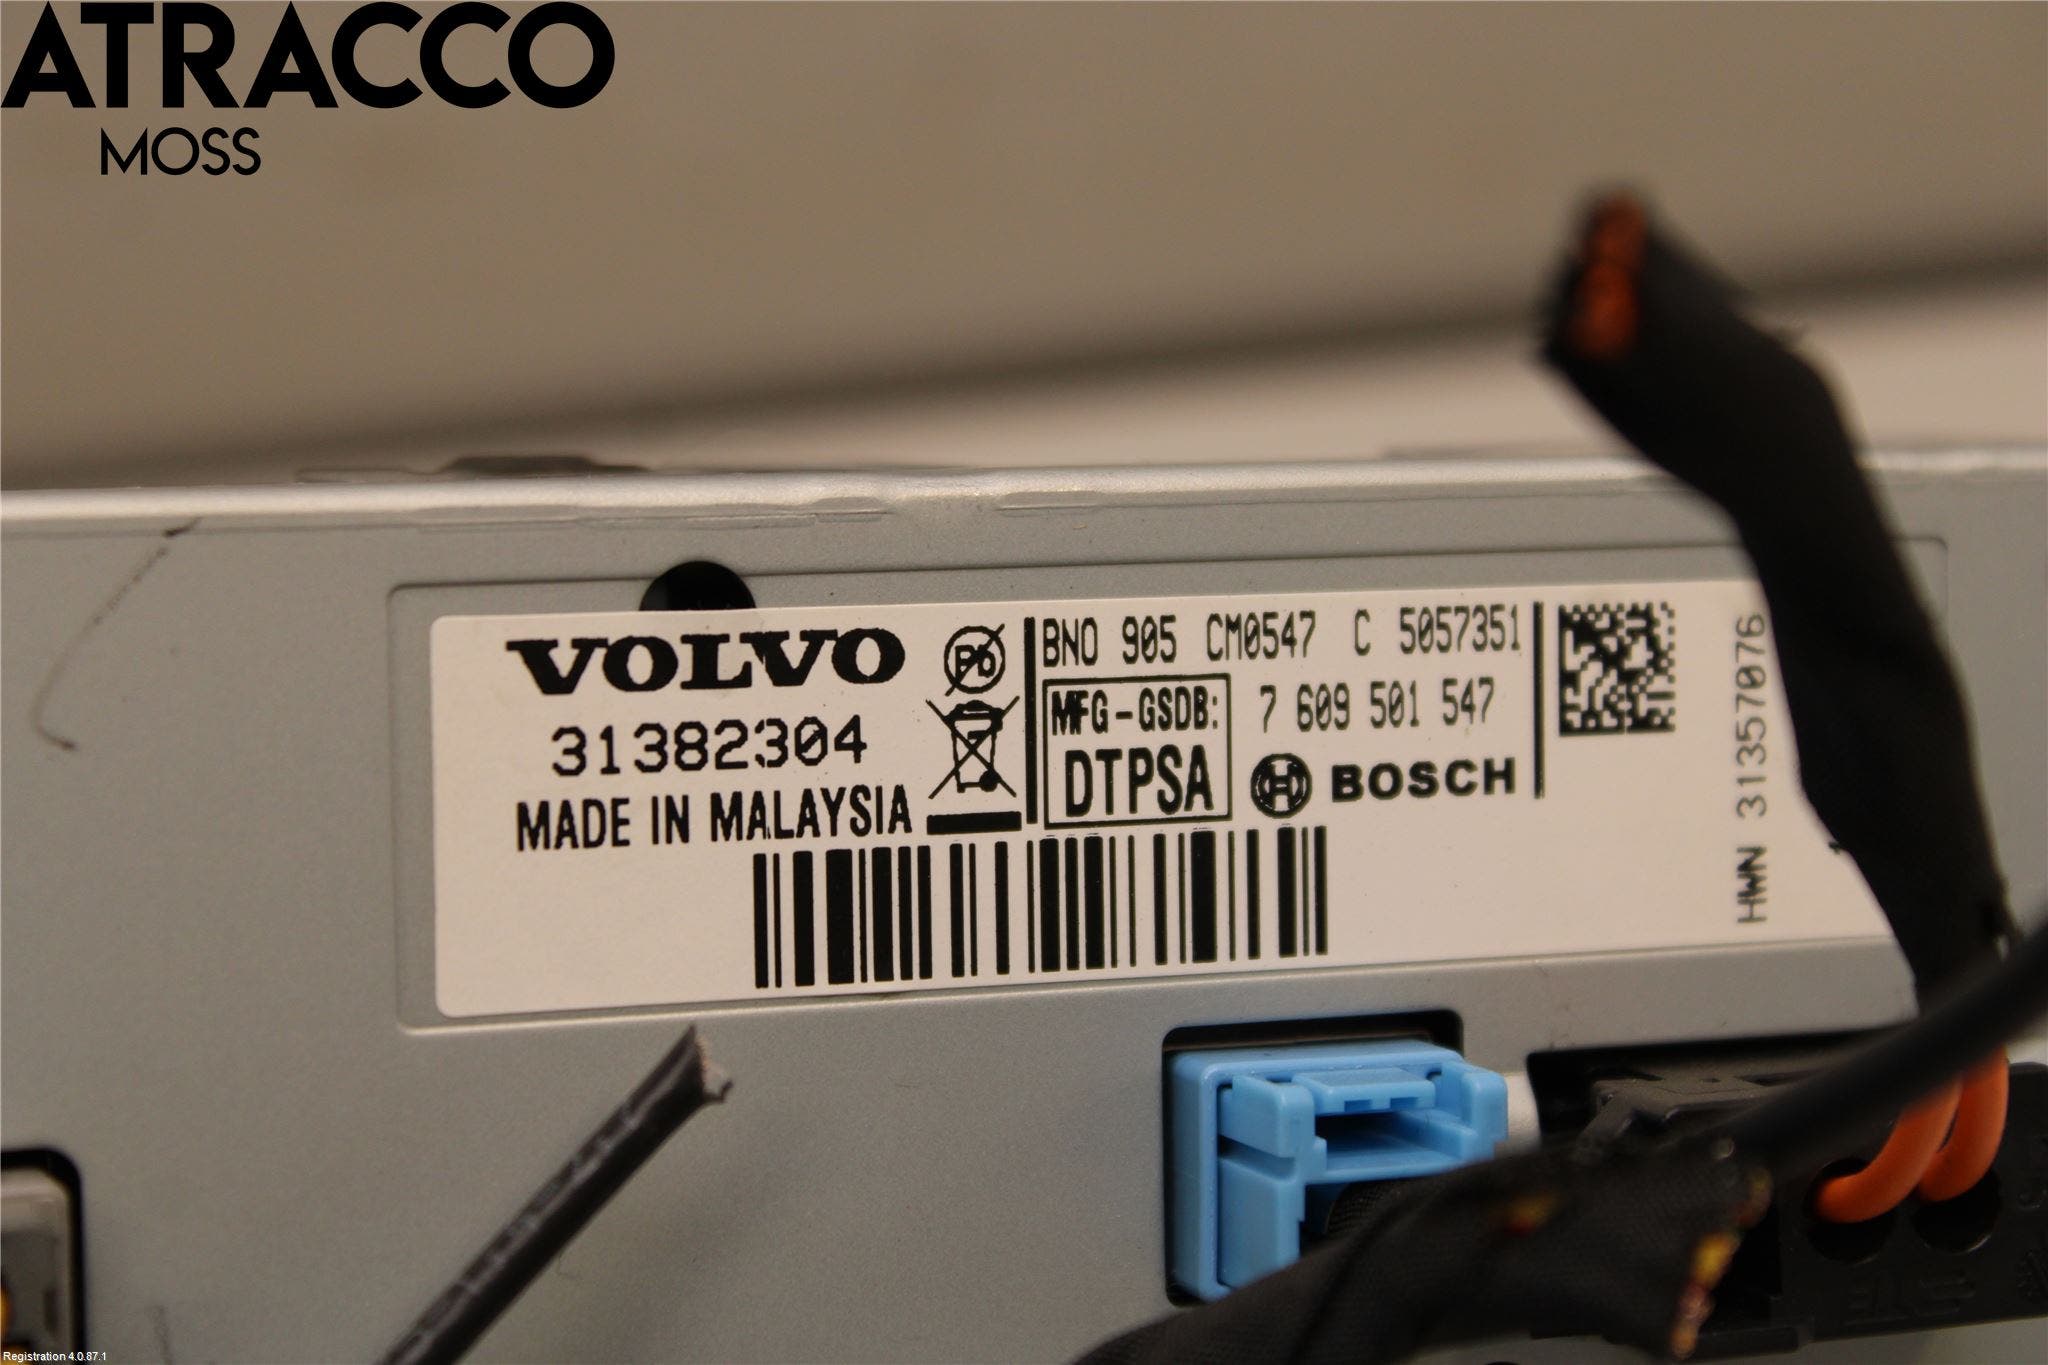 ATRACCO
MOSS
VOLVO
Pb
31382304
MADE IN MALAYSIA
BNO 905 CM0547 C 5057351
MFG-GSDB:
DTPSA
7 609 501 547
BOSCH
HWN 31357076
Registration 4.0.87.1